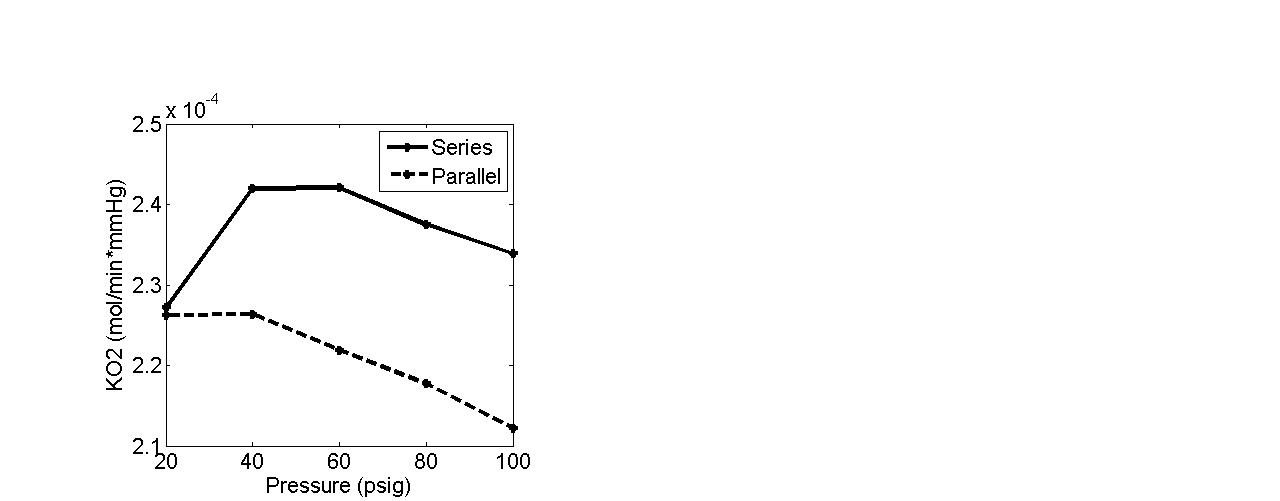 x 10-4
2.5
Series
Parallel
2.4
2.3
2.2
2.1
KO2 (mol/min*mmHg)
20 40 60 80 100
Pressure (psig)